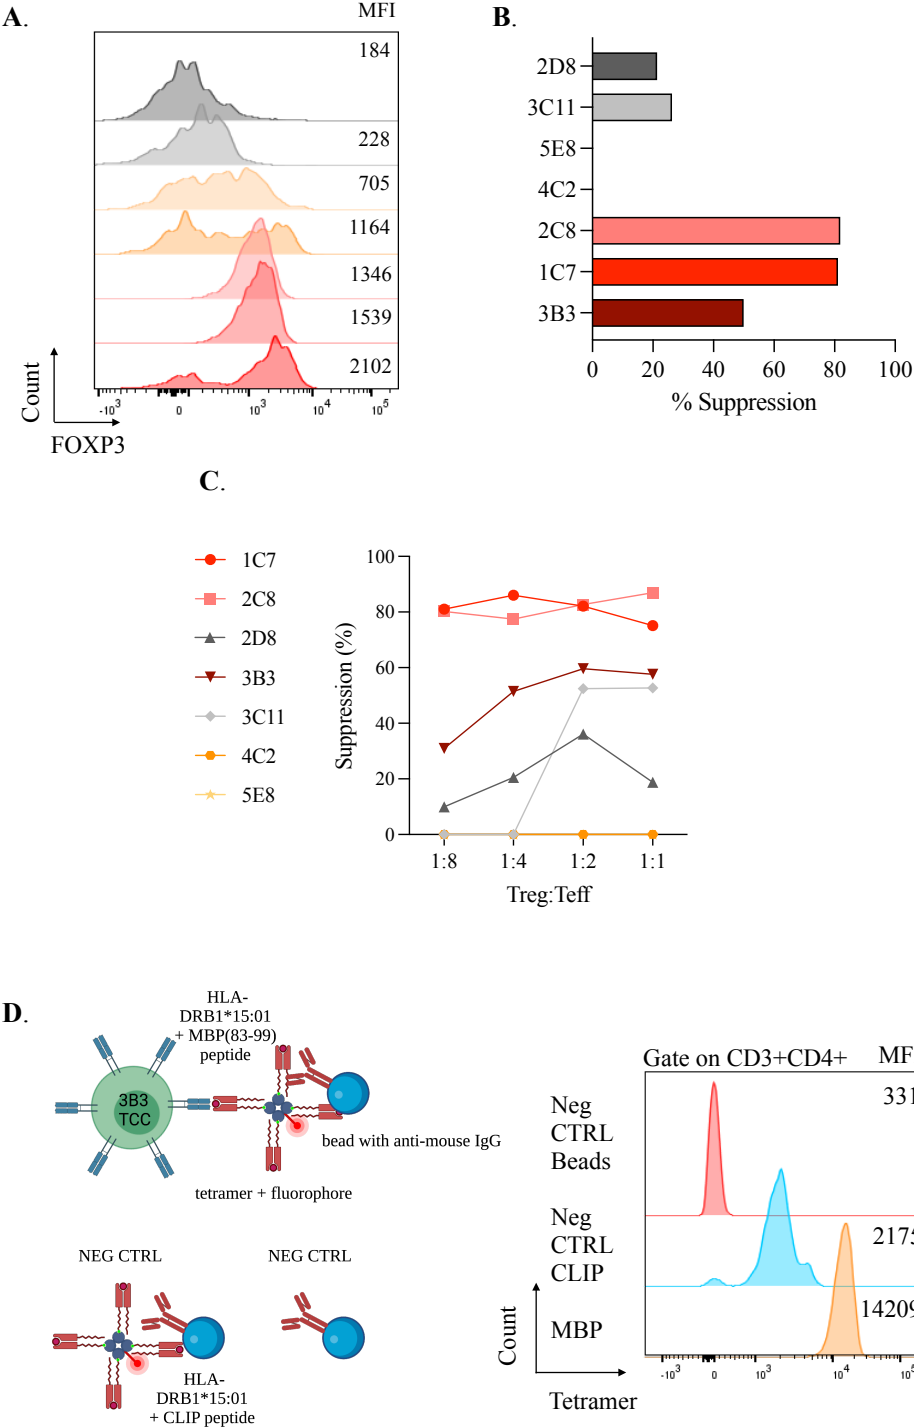 A.
MFI
184
228
705
1164
1346
1539
2102
Count
FOXP3
-10³ 0 10³ 10⁴ 10⁵
B.
2D8
3C11
5E8
4C2
2C8
1C7
3B3
0 20 40 60 80 100
% Suppression
C.
1C7
2C8
2D8
3B3
3C11
4C2
5E8
Suppression (%)
100
80
60
40
20
0
1:8 1:4 1:2 1:1
Treg:Teff
D.
HLA-
DRB1*15:01
+ MBP(83-99)
peptide
3B3
TCC
bead with anti-mouse IgG
tetramer + fluorophore
NEG CTRL
NEG CTRL
HLA-
DRB1*15:01
+ CLIP peptide
Gate on CD3+CD4+ MF
Neg
CTRL
Beads
331
Neg
CTRL
CLIP
2175
MBP
14209
Count
Tetramer
-10³ 0 10³ 10⁴ 10⁵